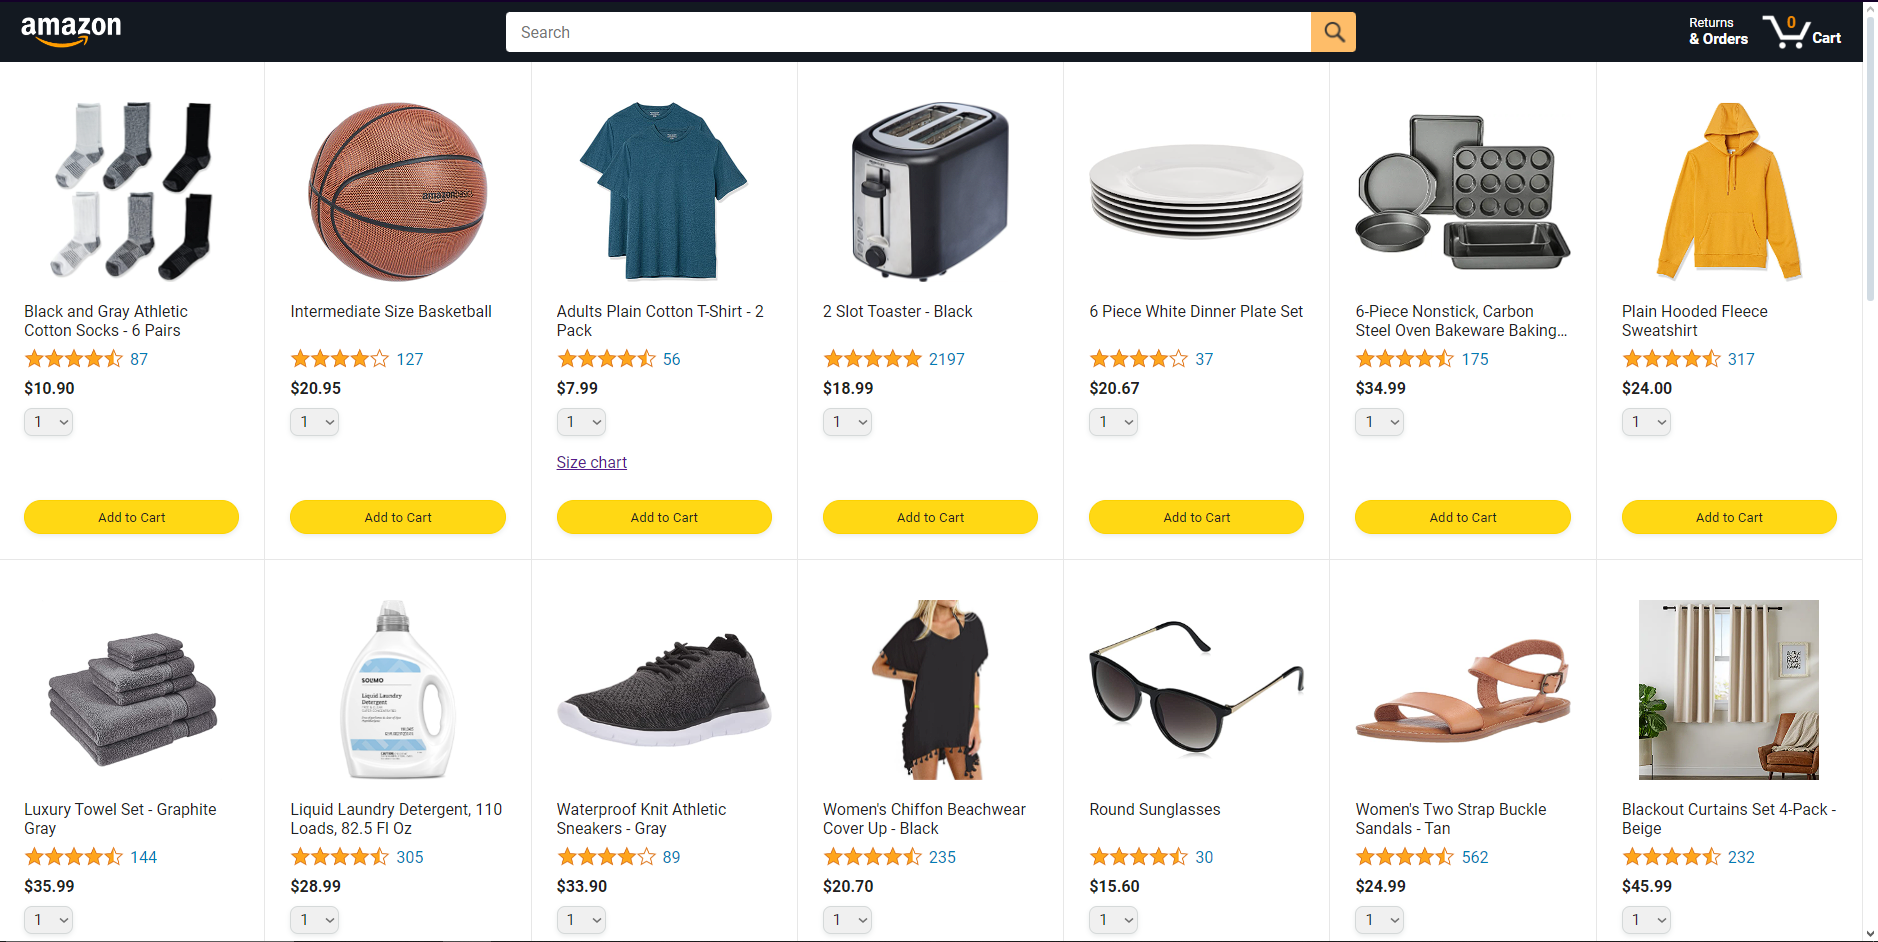 amazon
Search
Returns
& Orders
0
Cart
amazonbasics
Black and Gray Athletic
Cotton Socks - 6 Pairs
87
$10.90
1
Intermediate Size Basketball
127
$20.95
1
Adults Plain Cotton T-Shirt - 2
Pack
56
$7.99
1
Size chart
2 Slot Toaster - Black
2197
$18.99
1
6 Piece White Dinner Plate Set
37
$20.67
1
6-Piece Nonstick, Carbon
Steel Oven Bakeware Baking...
175
$34.99
1
Plain Hooded Fleece
Sweatshirt
317
$24.00
1
Add to Cart
Add to Cart
Add to Cart
Add to Cart
Add to Cart
Add to Cart
Add to Cart
SOLIMO
Liquid Laundry
Detergent
Luxury Towel Set - Graphite
Gray
144
$35.99
1
Liquid Laundry Detergent, 110
Loads, 82.5 Fl Oz
305
$28.99
1
Waterproof Knit Athletic
Sneakers - Gray
89
$33.90
1
Women's Chiffon Beachwear
Cover Up - Black
235
$20.70
1
Round Sunglasses
30
$15.60
1
Women's Two Strap Buckle
Sandals - Tan
562
$24.99
1
Blackout Curtains Set 4-Pack -
Beige
232
$45.99
1